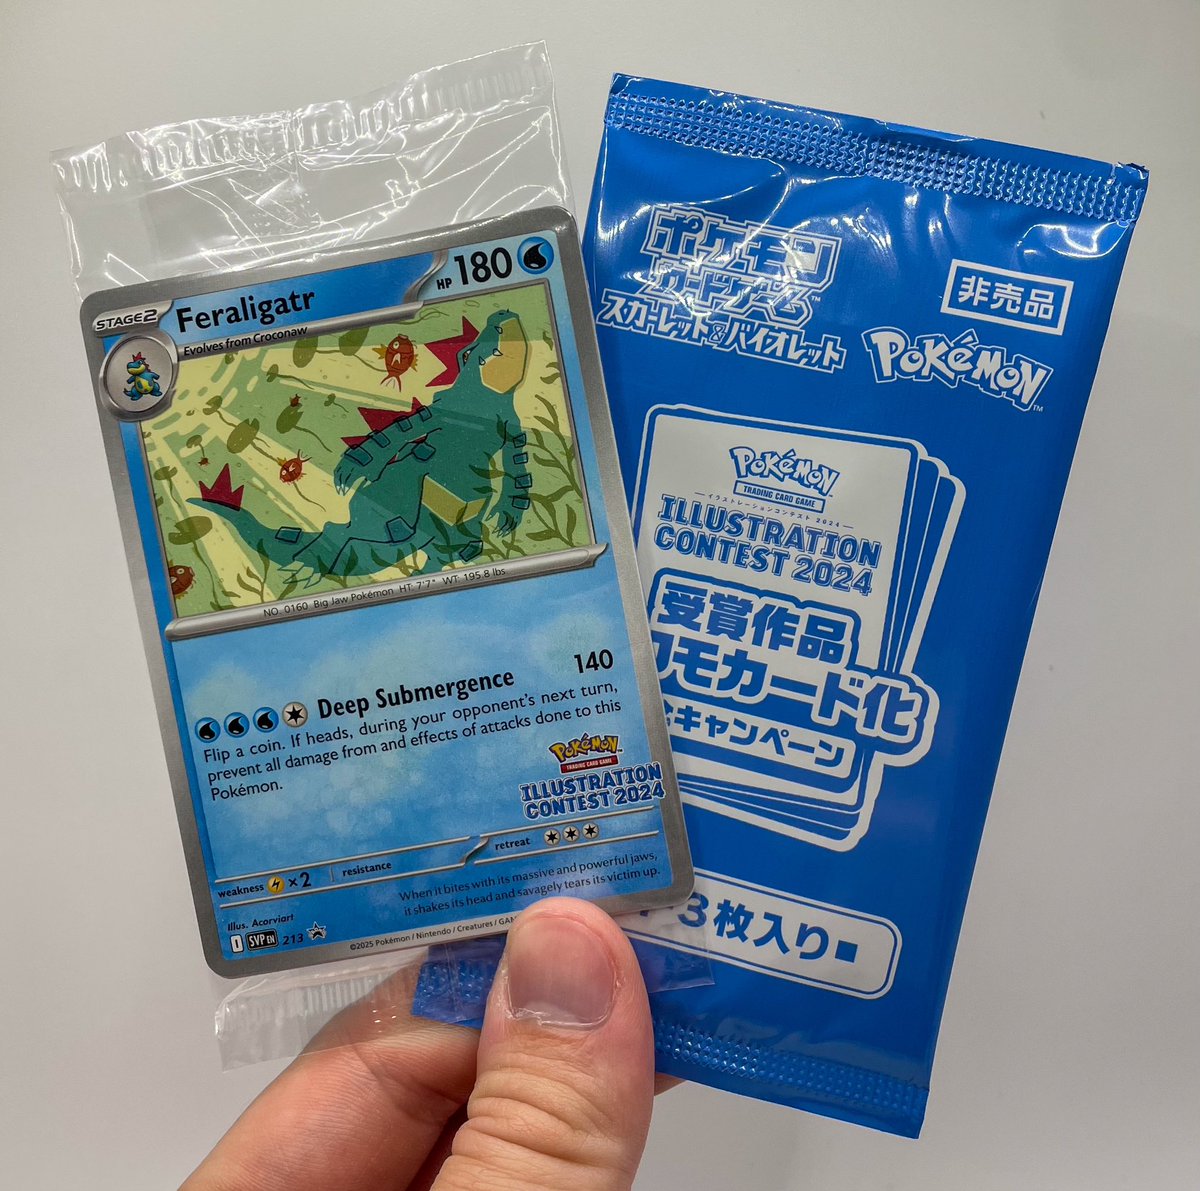 STAGE2
Feraligatr
HP 180
Evolves from Croconaw
NO. 0160 Big Jaw Pokémon HT: 7'7" WT: 195.8 lbs
Deep Submergence 140
Flip a coin. If heads, during your opponent's next turn,
prevent all damage from and effects of attacks done to this
Pokémon.
POKéMON
TRADING CARD GAME
ILLUSTRATION
CONTEST 2024
weakness ×2
resistance
retreat
When it bites with its massive and powerful jaws,
it shakes its head and savagely tears its victim up.
Illus. Acorviart
I SVP EN 213
©2025 Pokémon / Nintendo / Creatures / GAM
ポケモン
カードゲーム™
スカーレット&バイオレット
非売品
POKéMON™
POKéMON
TRADING CARD GAME
イラストレーションコンテスト 2024
ILLUSTRATION
CONTEST 2024
受賞作品
モカード化
キャンペーン
3枚入り